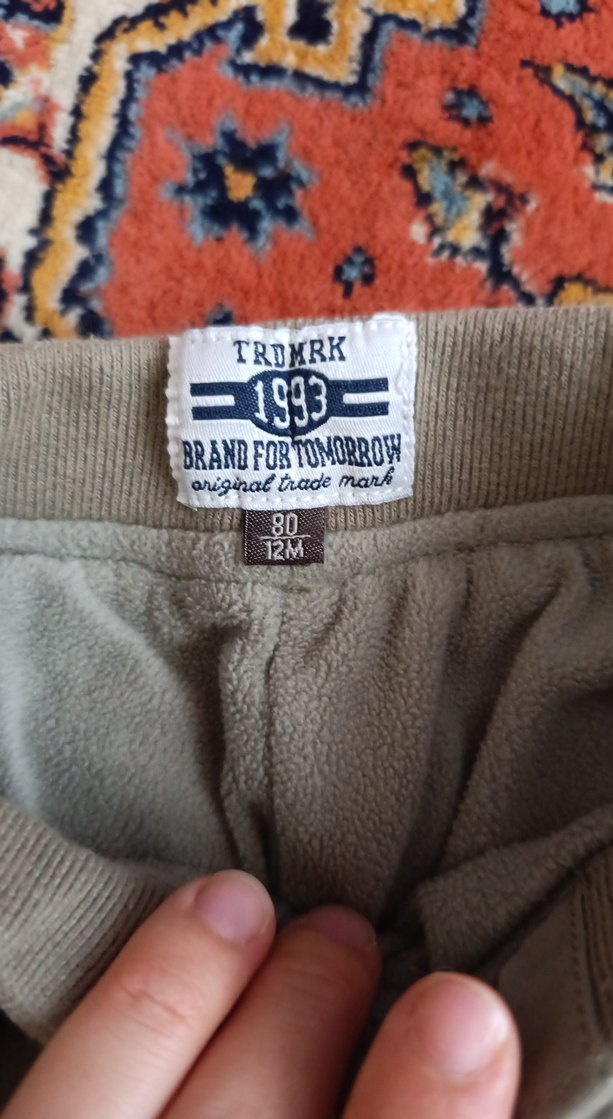 TRDMRK
1993
BRAND FOR TOMORROW
original trade mark
80
12M